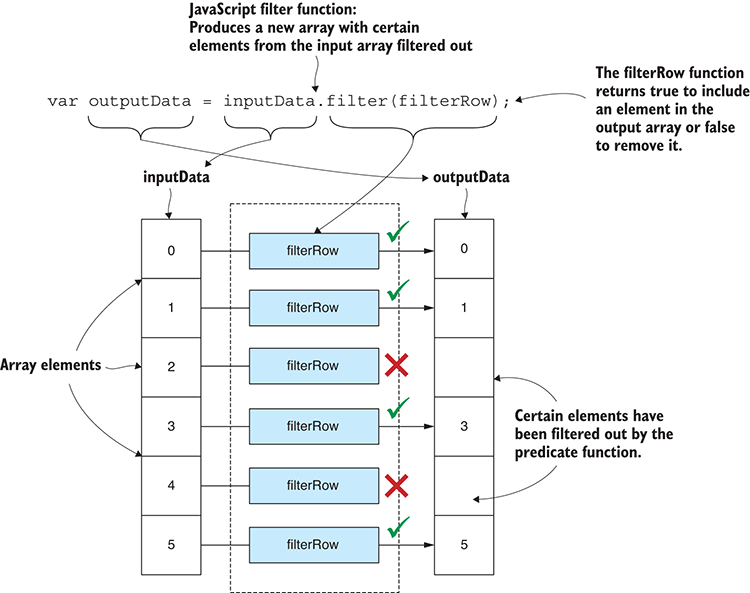 JavaScript filter function:
Produces a new array with certain
elements from the input array filtered out
var outputData = inputData.filter(filterRow);
The filterRow function
returns true to include
an element in the
output array or false
to remove it.
inputData
outputData
0
filterRow
0
1
filterRow
1
Array elements
2
filterRow
3
filterRow
3
Certain elements have
been filtered out by the
predicate function.
4
filterRow
5
filterRow
5